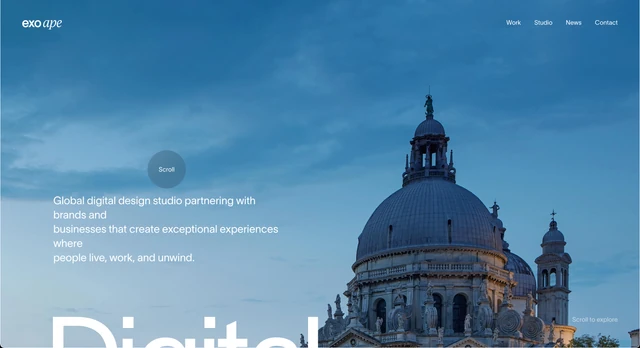 exo ape
Work Studio News Contact
Scroll
Global digital design studio partnering with
brands and
businesses that create exceptional experiences
where
people live, work, and unwind.
Scroll to explore
Digital